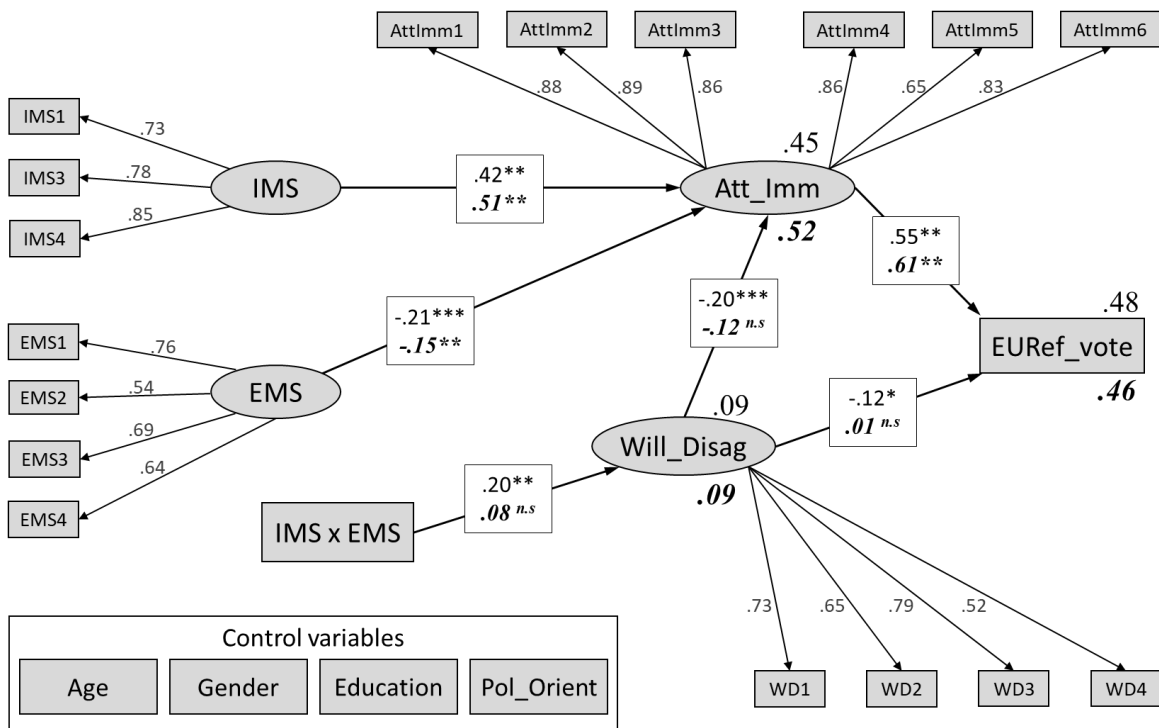 AttImm1
AttImm2
AttImm3
AttImm4
AttImm5
AttImm6
.88
.89
.86
.86
.65
.83
IMS1
IMS3
IMS4
.73
.78
.85
IMS
.42**
.51**
.45
Att_Imm
.52
.55**
.61**
EMS1
EMS2
EMS3
EMS4
.76
.54
.69
.64
EMS
-.21***
-.15**
-.20***
-.12 n.s
.48
EURef_vote
.46
-.12*
.01 n.s
.09
Will_Disag
.09
IMS x EMS
.20**
.08 n.s
.73
.65
.79
.52
WD1
WD2
WD3
WD4
Control variables
Age
Gender
Education
Pol_Orient